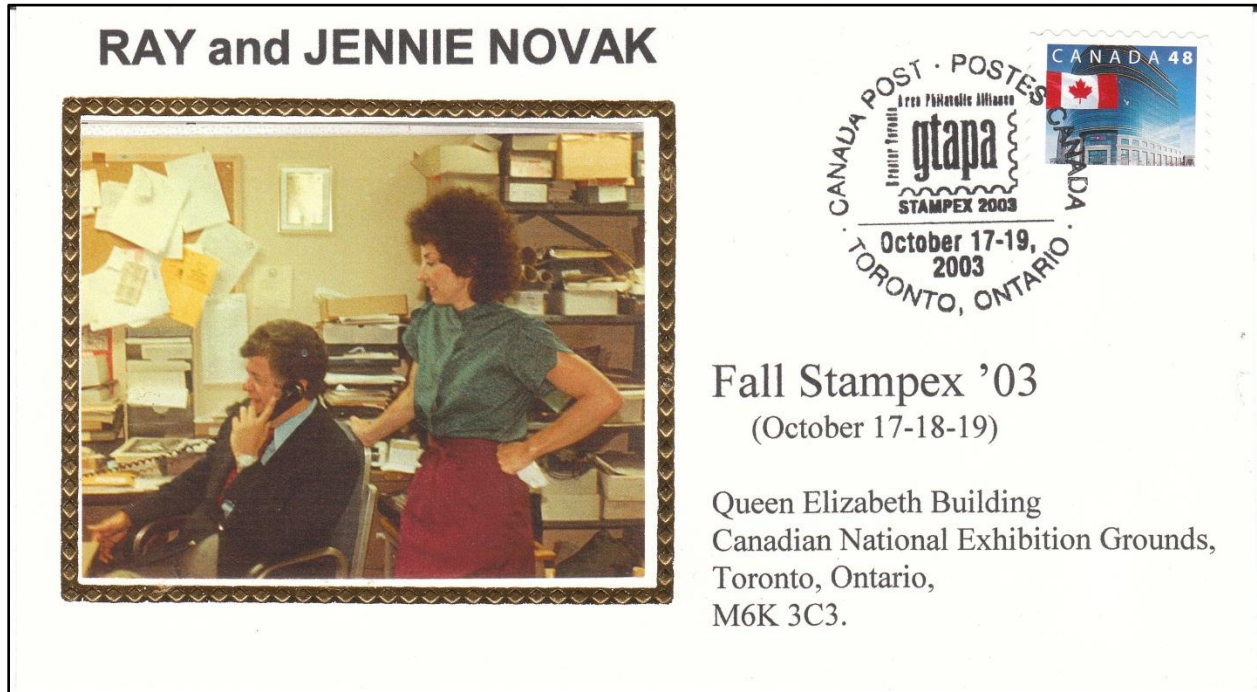 RAY and JENNIE NOVAK
CANADA 48
CANADA POST · POSTES CANADA ·
Greater Toronto
Area Philatelic Alliance
gtapa
STAMPEX 2003
October 17-19,
2003
· TORONTO, ONTARIO ·
Fall Stampex ’03
(October 17-18-19)
Queen Elizabeth Building
Canadian National Exhibition Grounds,
Toronto, Ontario,
M6K 3C3.